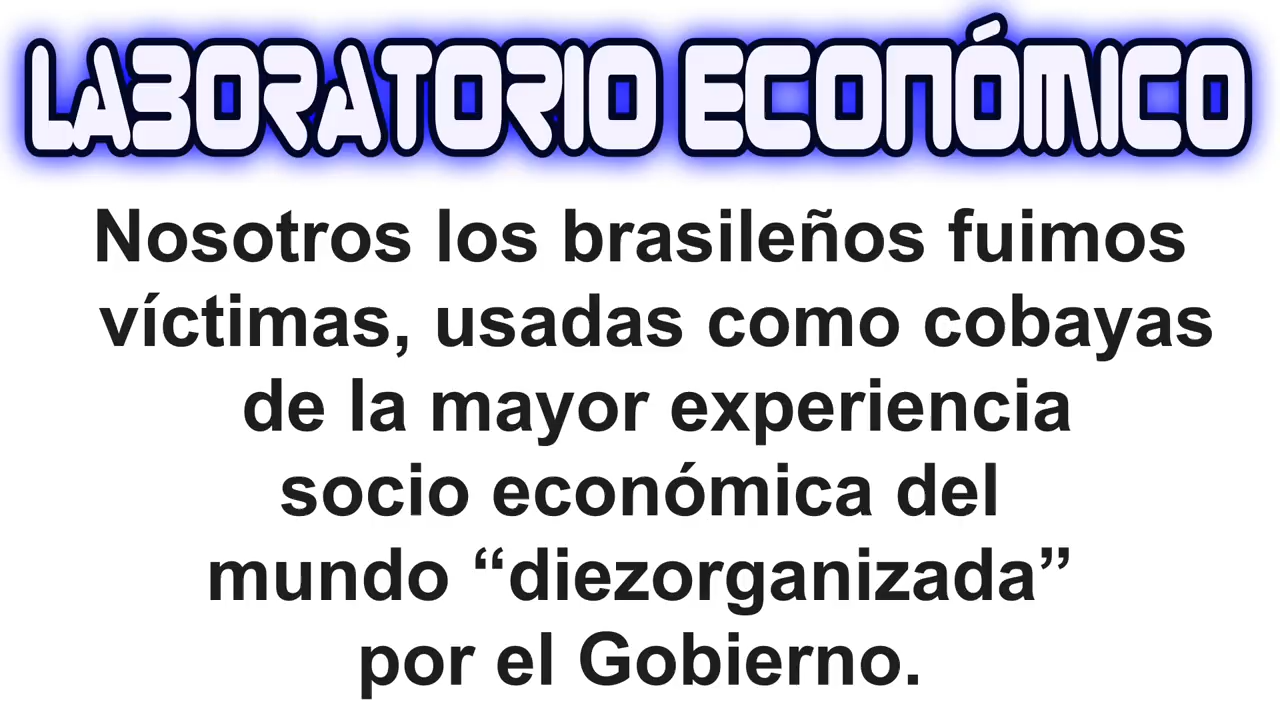 LABORATORIO ECONÓMICO
Nosotros los brasileños fuimos
víctimas, usadas como cobayas
de la mayor experiencia
socio económica del
mundo “diezorganizada”
por el Gobierno.